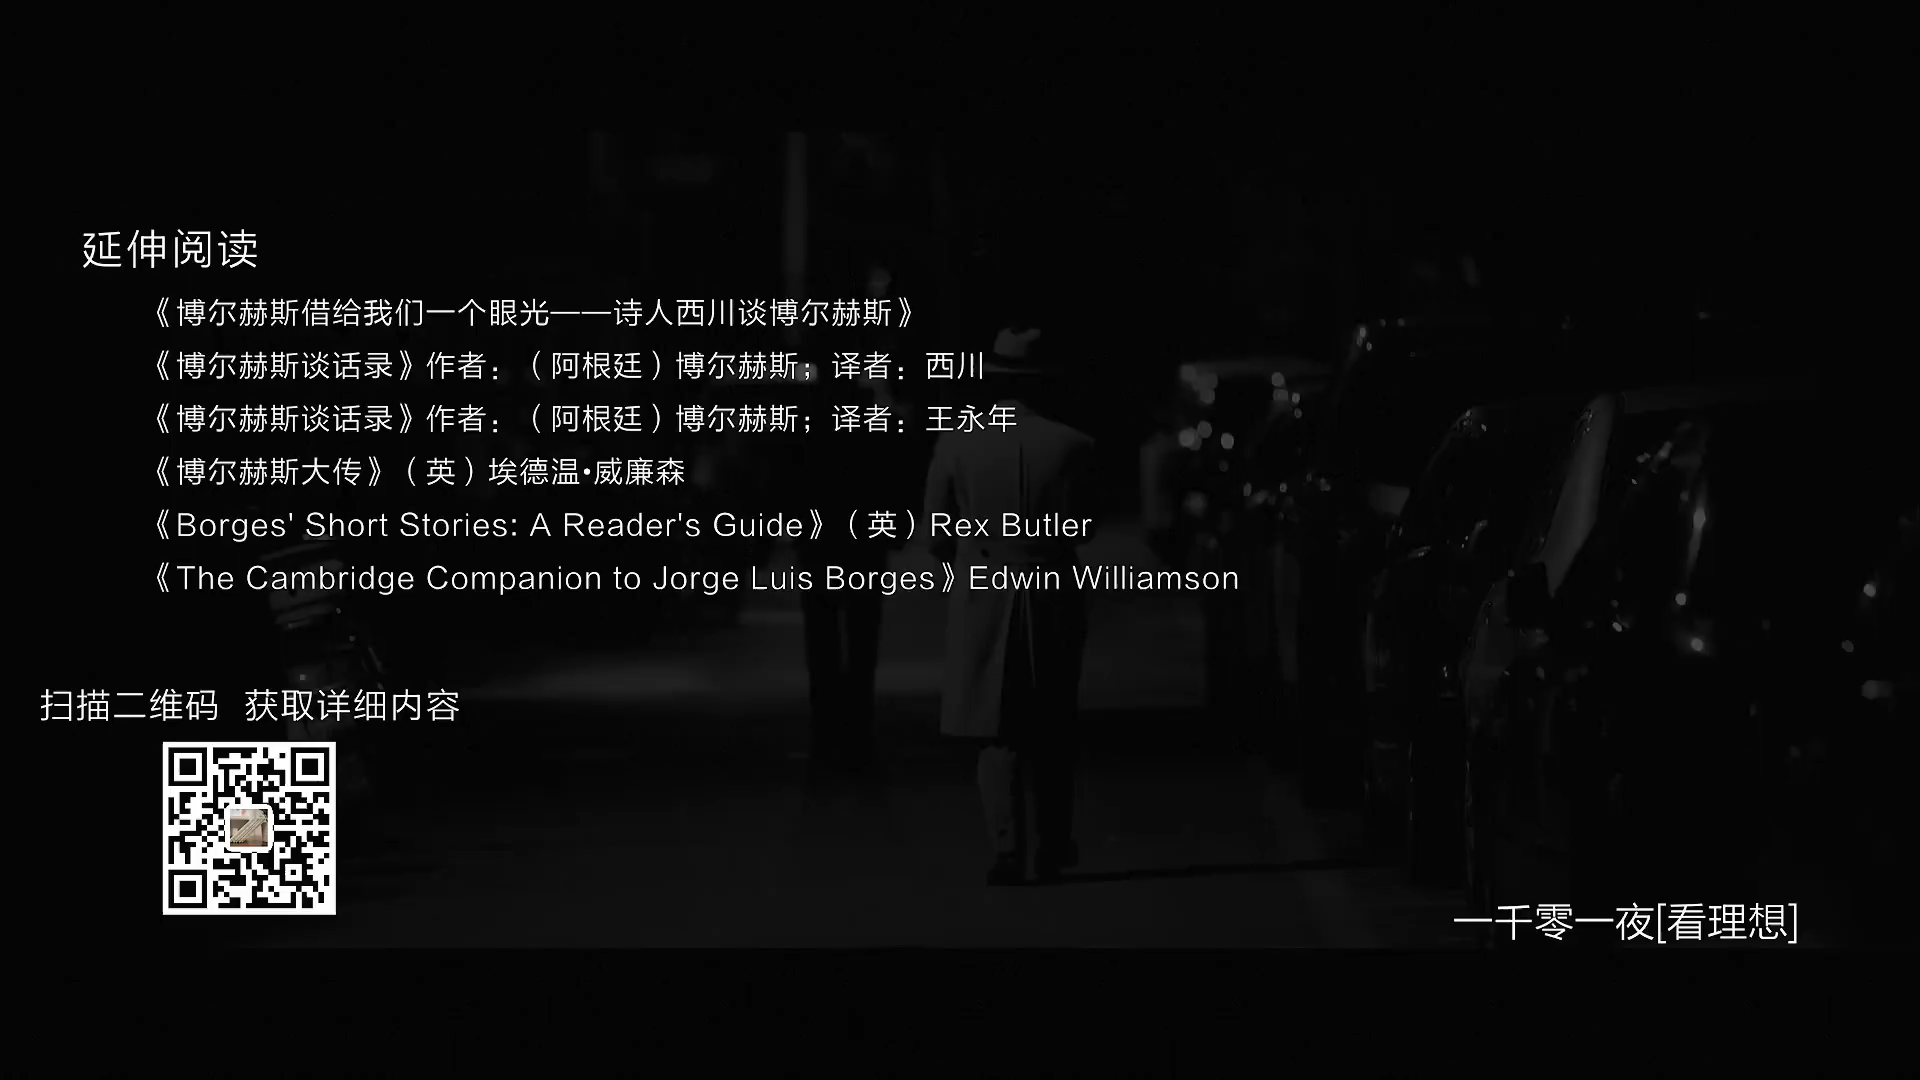 延伸阅读
《博尔赫斯借给我们一个眼光——诗人西川谈博尔赫斯》
《博尔赫斯谈话录》作者：（阿根廷）博尔赫斯；译者：西川
《博尔赫斯谈话录》作者：（阿根廷）博尔赫斯；译者：王永年
《博尔赫斯大传》（英）埃德温·威廉森
《Borges' Short Stories: A Reader's Guide》（英）Rex Butler
《The Cambridge Companion to Jorge Luis Borges》Edwin Williamson
扫描二维码 获取详细内容
一千零一夜[看理想]